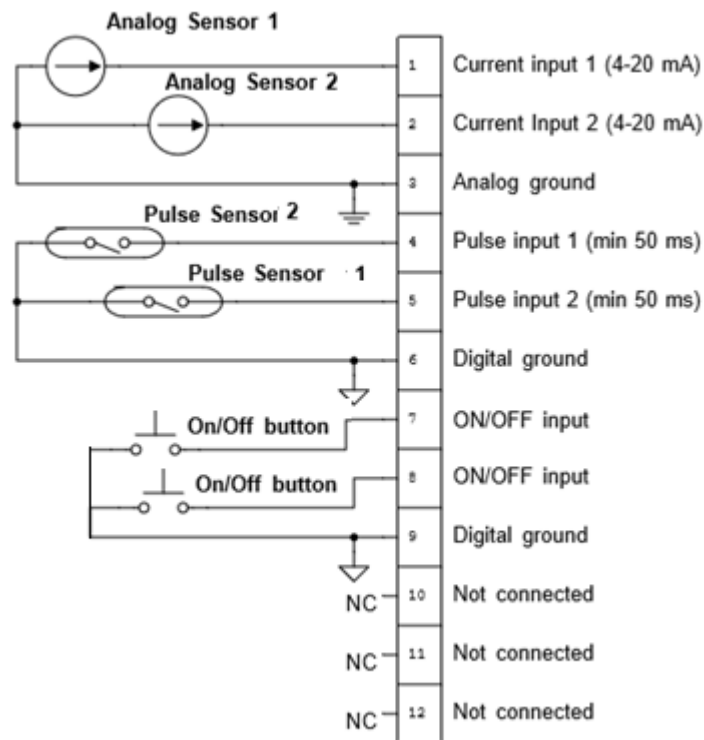 Analog Sensor 1
1 Current input 1 (4-20 mA)
Analog Sensor 2
2 Current Input 2 (4-20 mA)
3 Analog ground
Pulse Sensor 2
4 Pulse input 1 (min 50 ms)
Pulse Sensor 1
5 Pulse input 2 (min 50 ms)
6 Digital ground
On/Off button
7 ON/OFF input
On/Off button
8 ON/OFF input
9 Digital ground
NC 10 Not connected
NC 11 Not connected
NC 12 Not connected